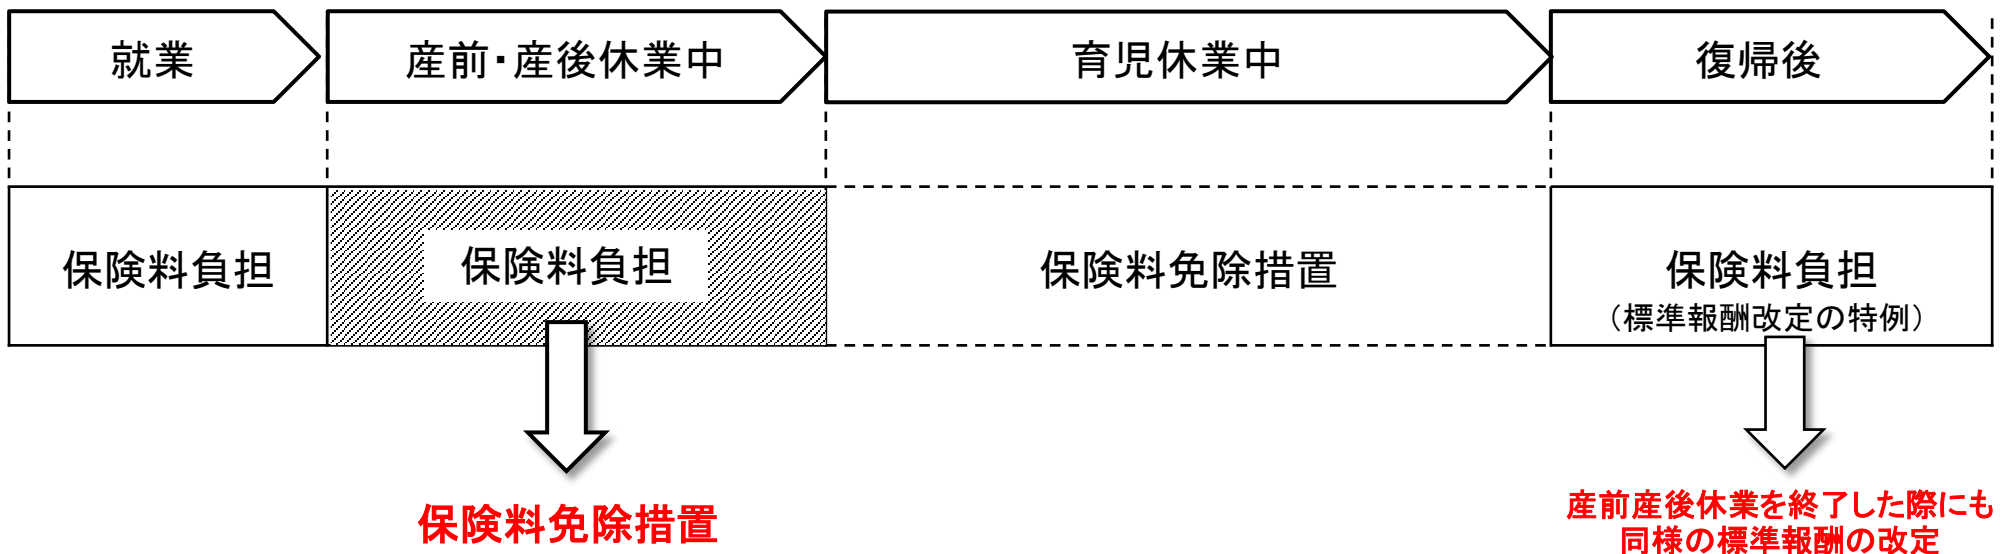 就業
産前・産後休業中
育児休業中
復帰後
保険料負担
保険料負担
保険料免除措置
保険料負担
（標準報酬改定の特例）
保険料免除措置
産前産後休業を終了した際にも
同様の標準報酬の改定